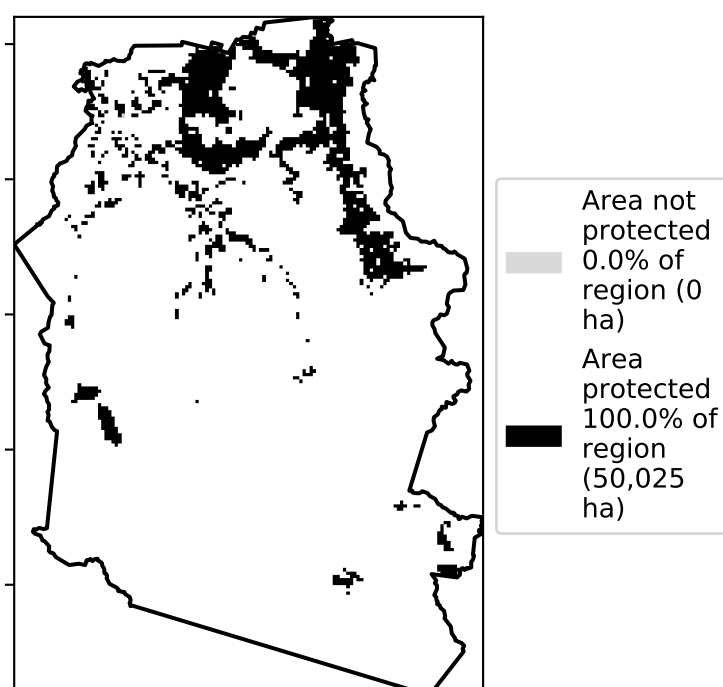 Area not
protected
0.0% of
region (0
ha)
Area
protected
100.0% of
region
(50,025
ha)